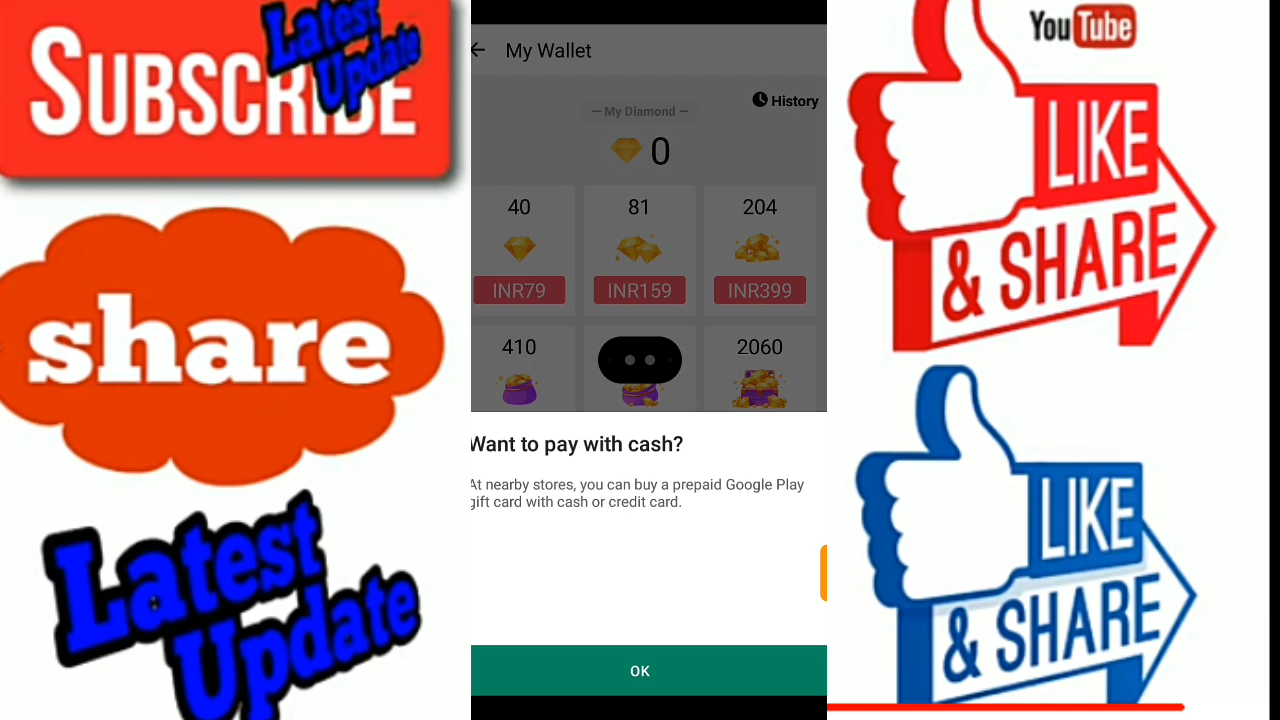 SUBSCRIBE
Latest
Update
share
Latest
Update
My Wallet
History
— My Diamond —
0
40
81
204
INR79
INR159
INR399
410
2060
Want to pay with cash?
At nearby stores, you can buy a prepaid Google Play
gift card with cash or credit card.
OK
YouTube
LIKE
& SHARE
LIKE
& SHARE